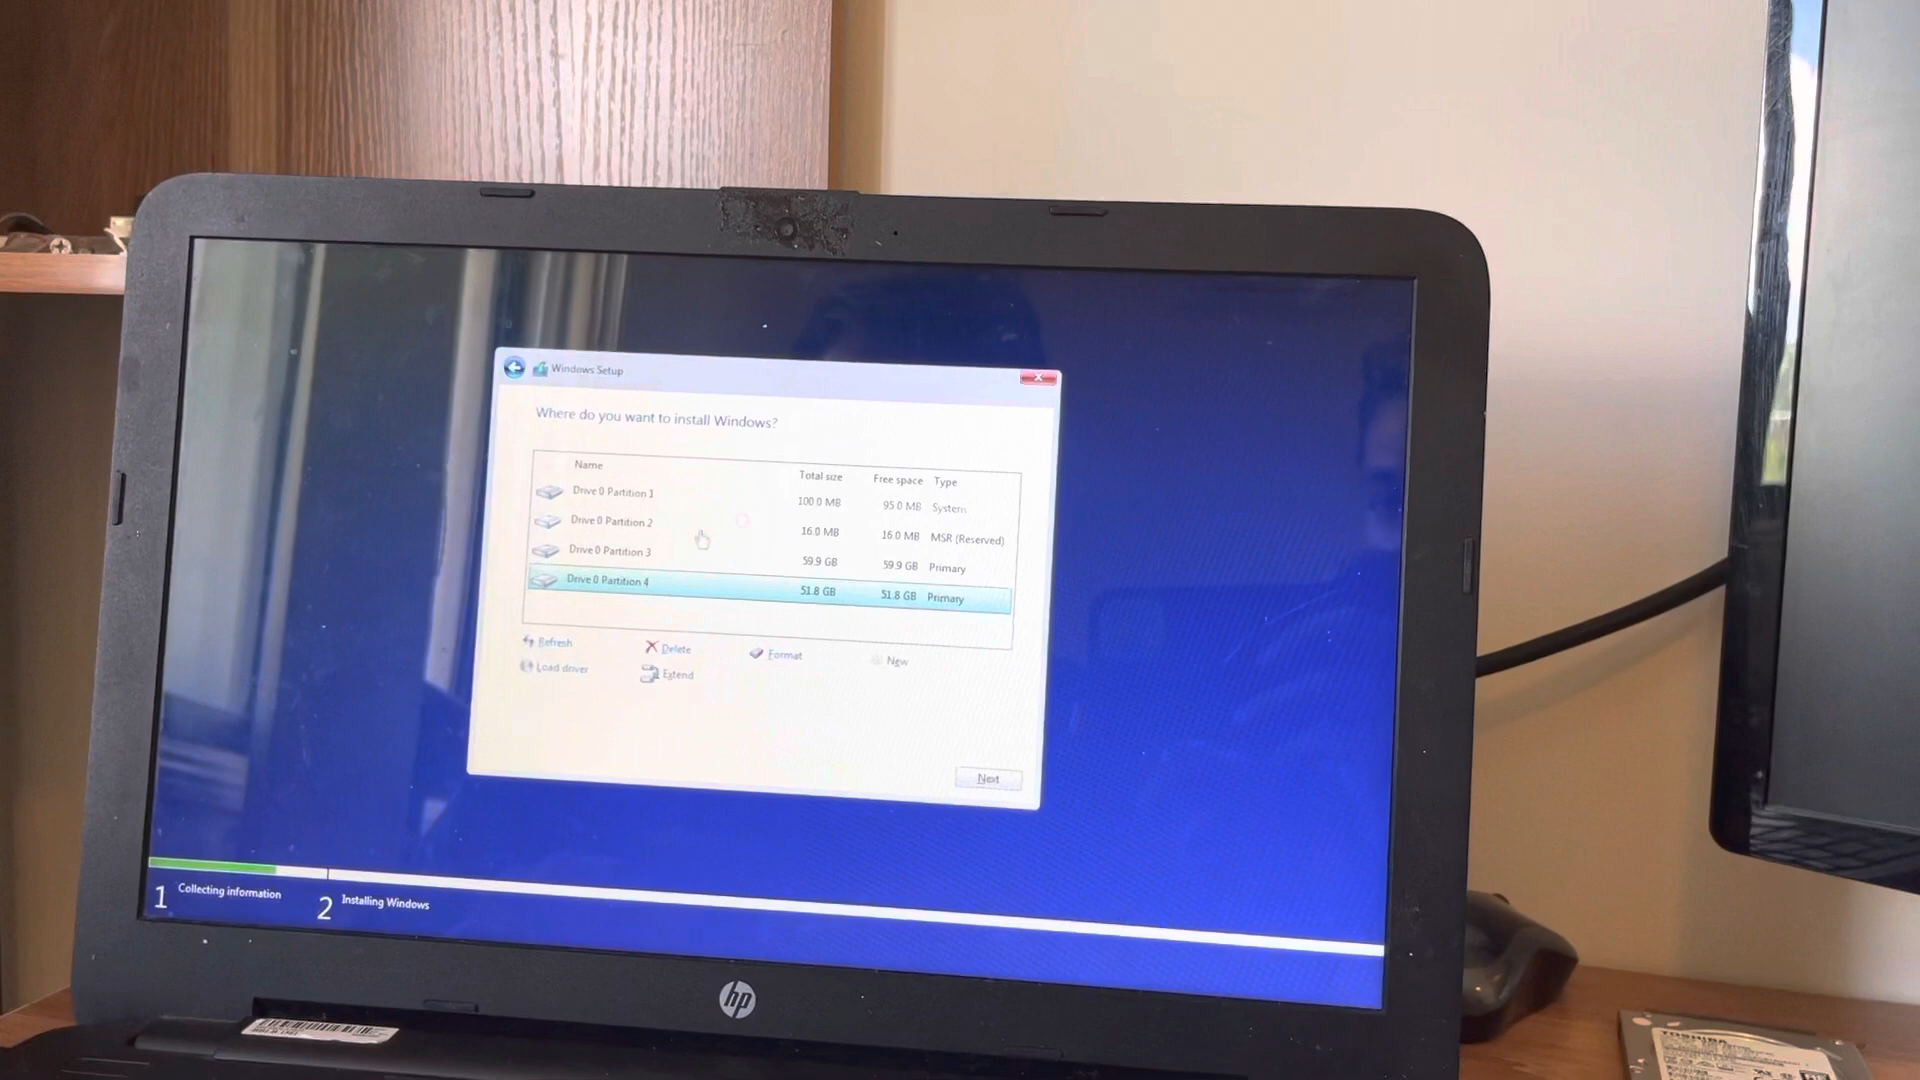 Windows Setup
Where do you want to install Windows?
Name Total size Free space Type
Drive 0 Partition 1 100.0 MB 95.0 MB System
Drive 0 Partition 2 16.0 MB 16.0 MB MSR (Reserved)
Drive 0 Partition 3 59.9 GB 59.9 GB Primary
Drive 0 Partition 4 51.8 GB 51.8 GB Primary
Refresh Delete Format New
Load driver Extend
Next
1 Collecting information 2 Installing Windows
hp
TOSHIBA